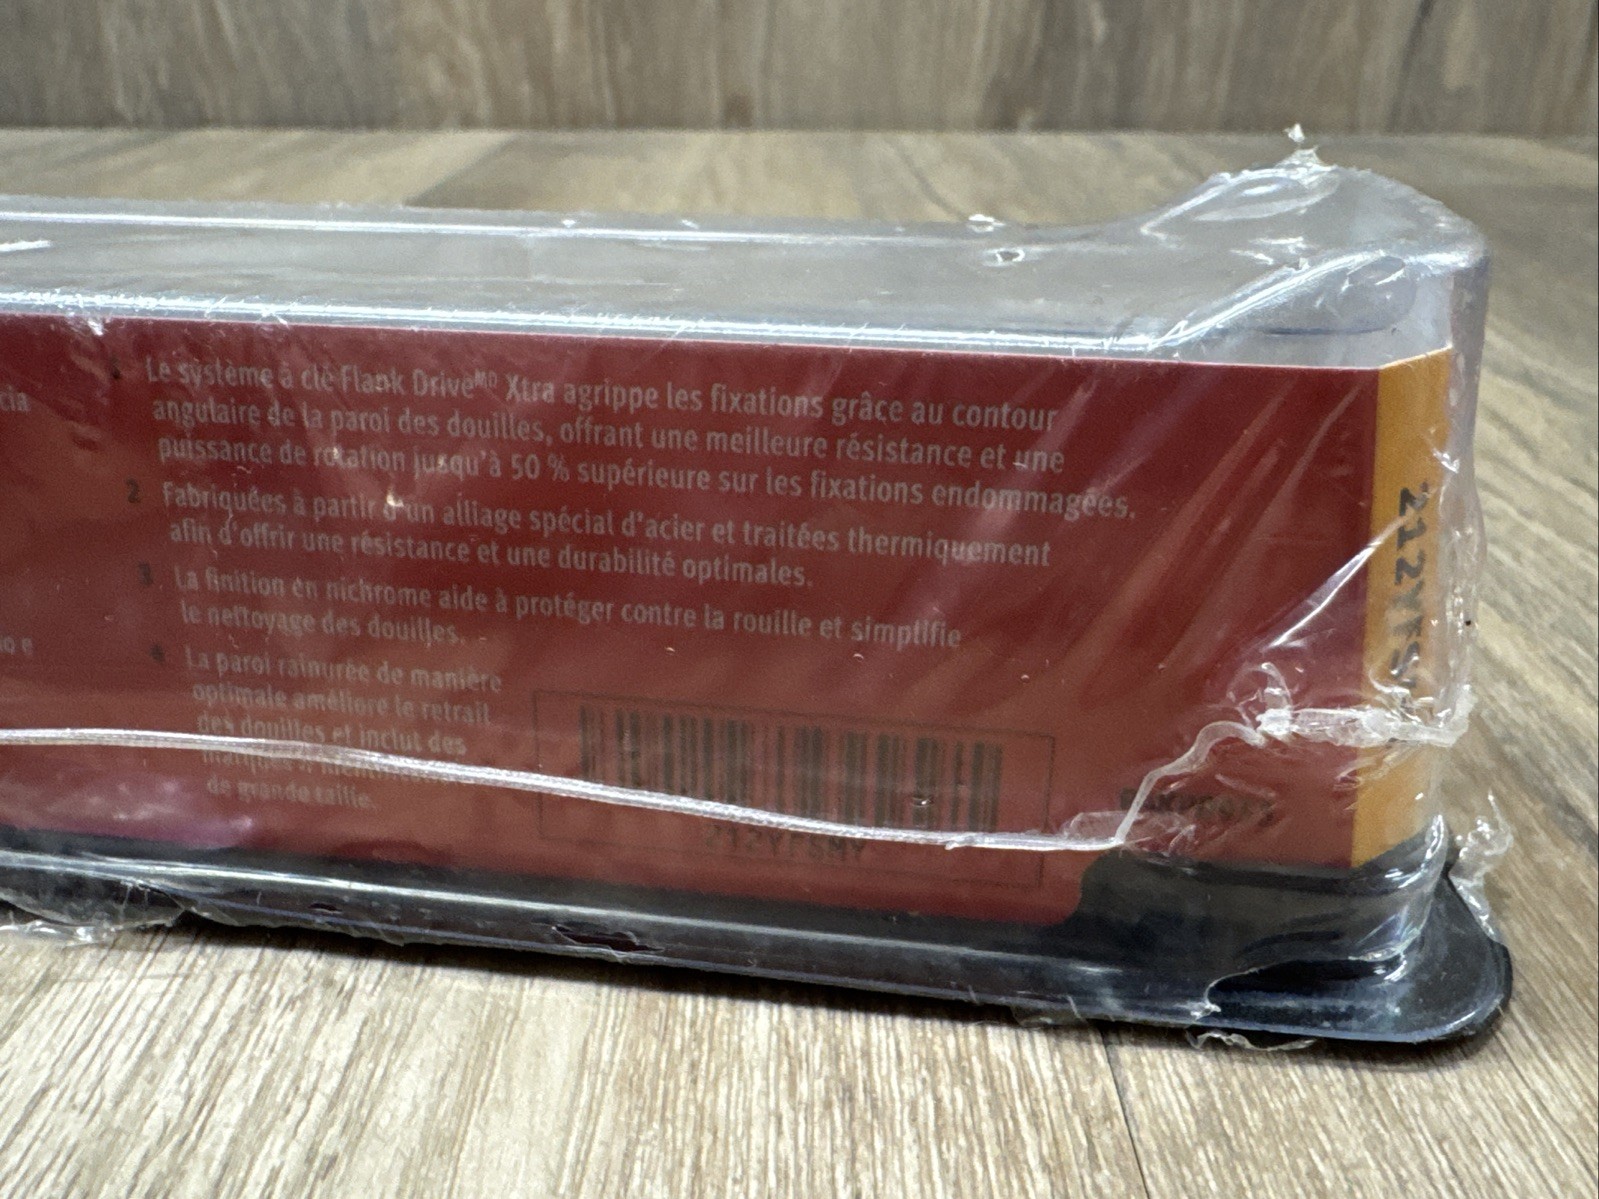 cia
Le système à clé Flank Driveᴹᴰ Xtra agrippe les fixations grâce au contour
angulaire de la paroi des douilles, offrant une meilleure résistance et une
puissance de rotation jusqu'à 50 % supérieure sur les fixations endommagées.
2 Fabriquées à partir d'un alliage spécial d'acier et traitées thermiquement
afin d'offrir une résistance et une durabilité optimales.
3 La finition en nichrome aide à protéger contre la rouille et simplifie
le nettoyage des douilles.
4 La paroi rainurée de manière
optimale améliore le retrait
des douilles et inclut des
de grande taille.
212YFSMY
212YFS